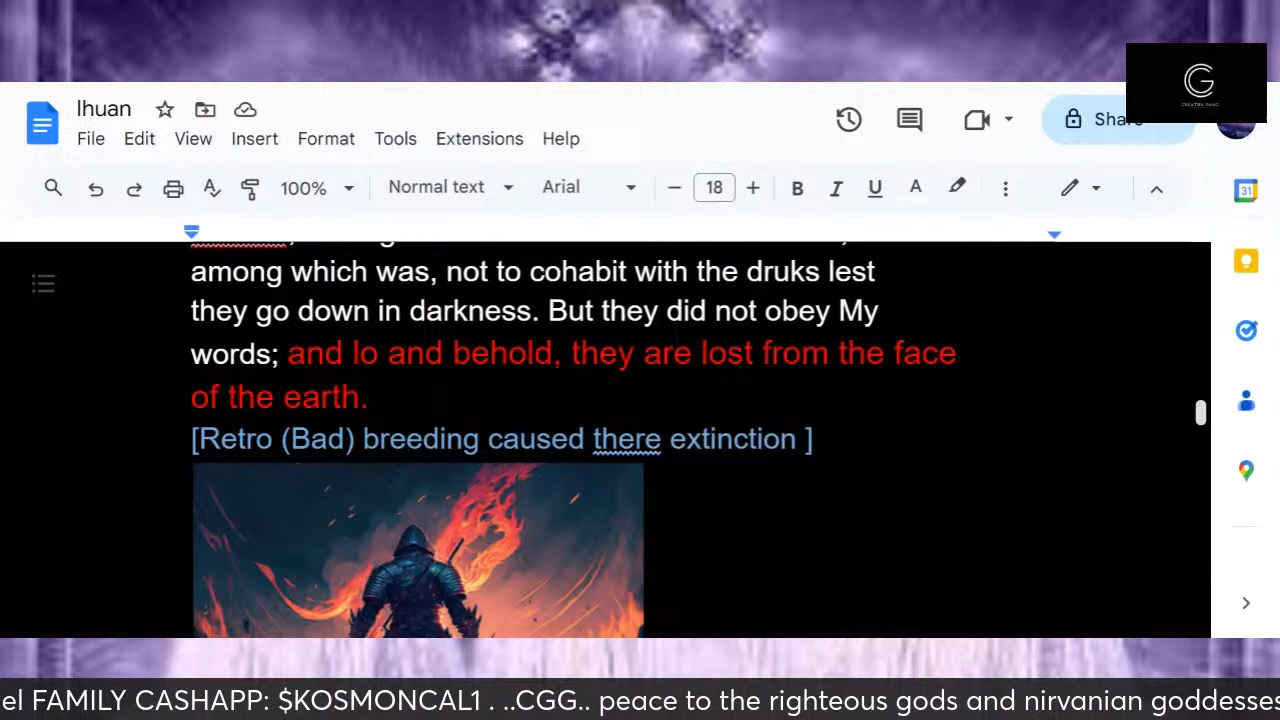 Ihuan
File Edit View Insert Format Tools Extensions Help
100% Normal text Arial 18 B I U A
31
among which was, not to cohabit with the druks lest
they go down in darkness. But they did not obey My
words; and lo and behold, they are lost from the face
of the earth.
[Retro (Bad) breeding caused there extinction ]
el FAMILY CASHAPP: $KOSMONCAL1 . ..CGG.. peace to the righteous gods and nirvanian goddesses